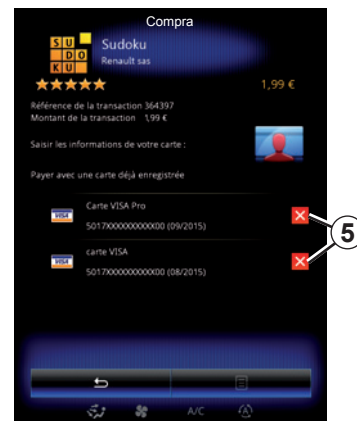 Compra
SU
DO
KU
Sudoku
Renault sas
1,99 €
Référence de la transaction 364397
Montant de la transaction 1,99 €
Saisir les informations de votre carte :
Payer avec une carte déjà enregistrée
VISA
Carte VISA Pro
5017XXXXXXXXXX00 (09/2015)
5
VISA
carte VISA
5017XXXXXXXXXX00 (08/2015)
A/C
A